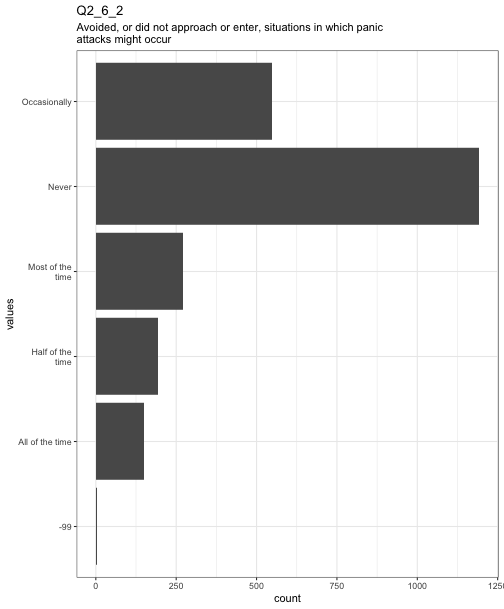 Q2_6_2
Avoided, or did not approach or enter, situations in which panic
attacks might occur
Occasionally
Never
Most of the
time
Half of the
time
All of the time
-99
values
0
250
500
750
1000
125
count